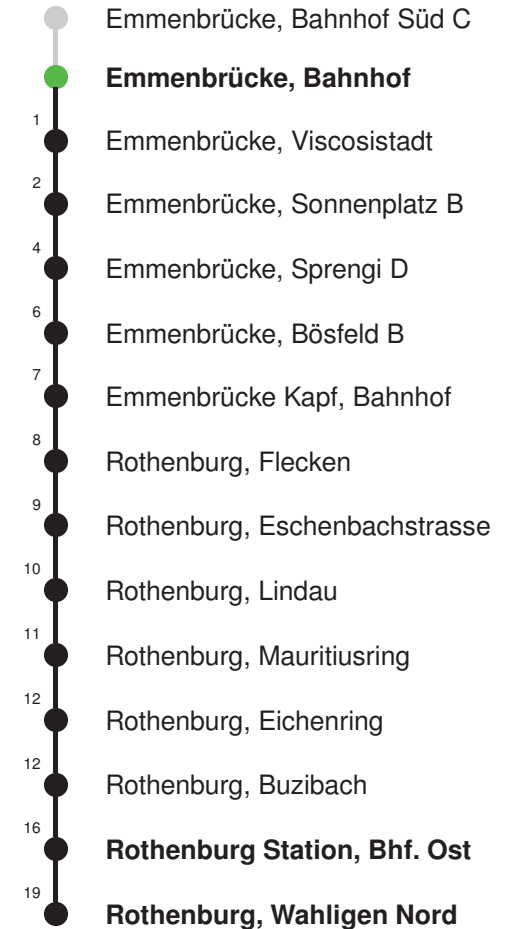 Emmenbrücke, Bahnhof Süd C
Emmenbrücke, Bahnhof
1 Emmenbrücke, Viscosistadt
2 Emmenbrücke, Sonnenplatz B
4 Emmenbrücke, Sprengi D
6 Emmenbrücke, Bösfeld B
7 Emmenbrücke Kapf, Bahnhof
8 Rothenburg, Flecken
9 Rothenburg, Eschenbachstrasse
10 Rothenburg, Lindau
11 Rothenburg, Mauritiusring
12 Rothenburg, Eichenring
12 Rothenburg, Buzibach
16 Rothenburg Station, Bhf. Ost
19 Rothenburg, Wahligen Nord